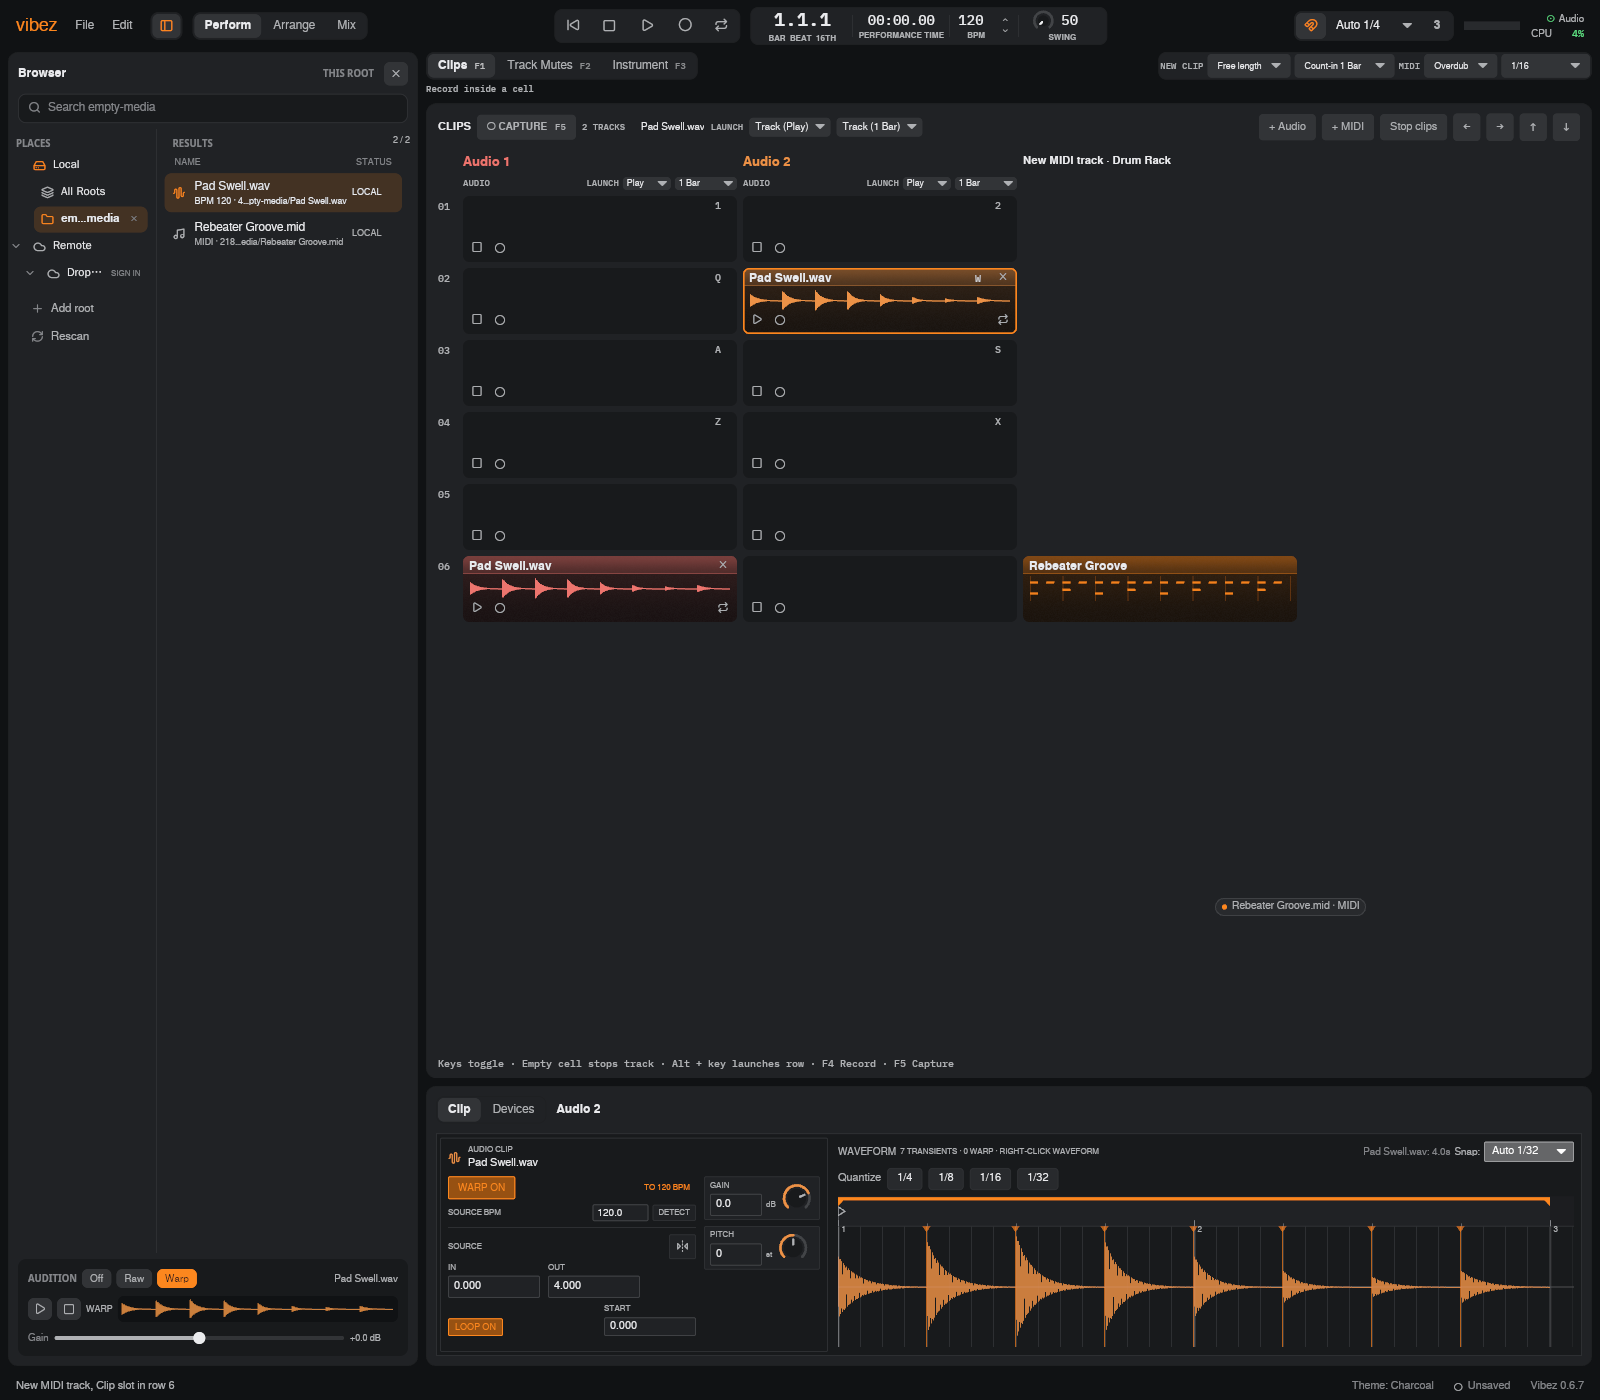 vibez File Edit Perform Arrange Mix
1.1.1 BAR BEAT 16TH 00:00.00 PERFORMANCE TIME 120 BPM 50 SWING
Auto 1/4 3 Audio CPU 4%
Browser THIS ROOT
Search empty-media
PLACES
Local
All Roots
em...media
Remote
Drop··· SIGN IN
Add root
Rescan
RESULTS 2/2
NAME STATUS
Pad Swell.wav LOCAL
BPM 120 · 4...pty-media/Pad Swell.wav
Rebeater Groove.mid LOCAL
MIDI · 218...edia/Rebeater Groove.mid
AUDITION Off Raw Warp Pad Swell.wav
WARP
Gain +0.0 dB
Clips F1 Track Mutes F2 Instrument F3
NEW CLIP Free length Count-in 1 Bar MIDI Overdub 1/16
Record inside a cell
CLIPS CAPTURE F5 2 TRACKS Pad Swell.wav LAUNCH Track (Play) Track (1 Bar)
+ Audio + MIDI Stop clips ← → ↑ ↓
Audio 1 Audio 2 New MIDI track · Drum Rack
AUDIO LAUNCH Play 1 Bar AUDIO LAUNCH Play 1 Bar
01 1 2
02 Q Pad Swell.wav W
03 A S
04 Z X
05
06 Pad Swell.wav Rebeater Groove
Rebeater Groove.mid · MIDI
Keys toggle · Empty cell stops track · Alt + key launches row · F4 Record · F5 Capture
Clip Devices Audio 2
AUDIO CLIP
Pad Swell.wav
WARP ON TO 120 BPM
SOURCE BPM 120.0 DETECT
SOURCE
IN OUT
0.000 4.000
START
LOOP ON 0.000
GAIN
0.0 dB
PITCH
0 st
WAVEFORM 7 TRANSIENTS · 0 WARP · RIGHT-CLICK WAVEFORM Pad Swell.wav: 4.0s Snap: Auto 1/32
Quantize 1/4 1/8 1/16 1/32
1 2 3
New MIDI track, Clip slot in row 6
Theme: Charcoal Unsaved Vibez 0.6.7